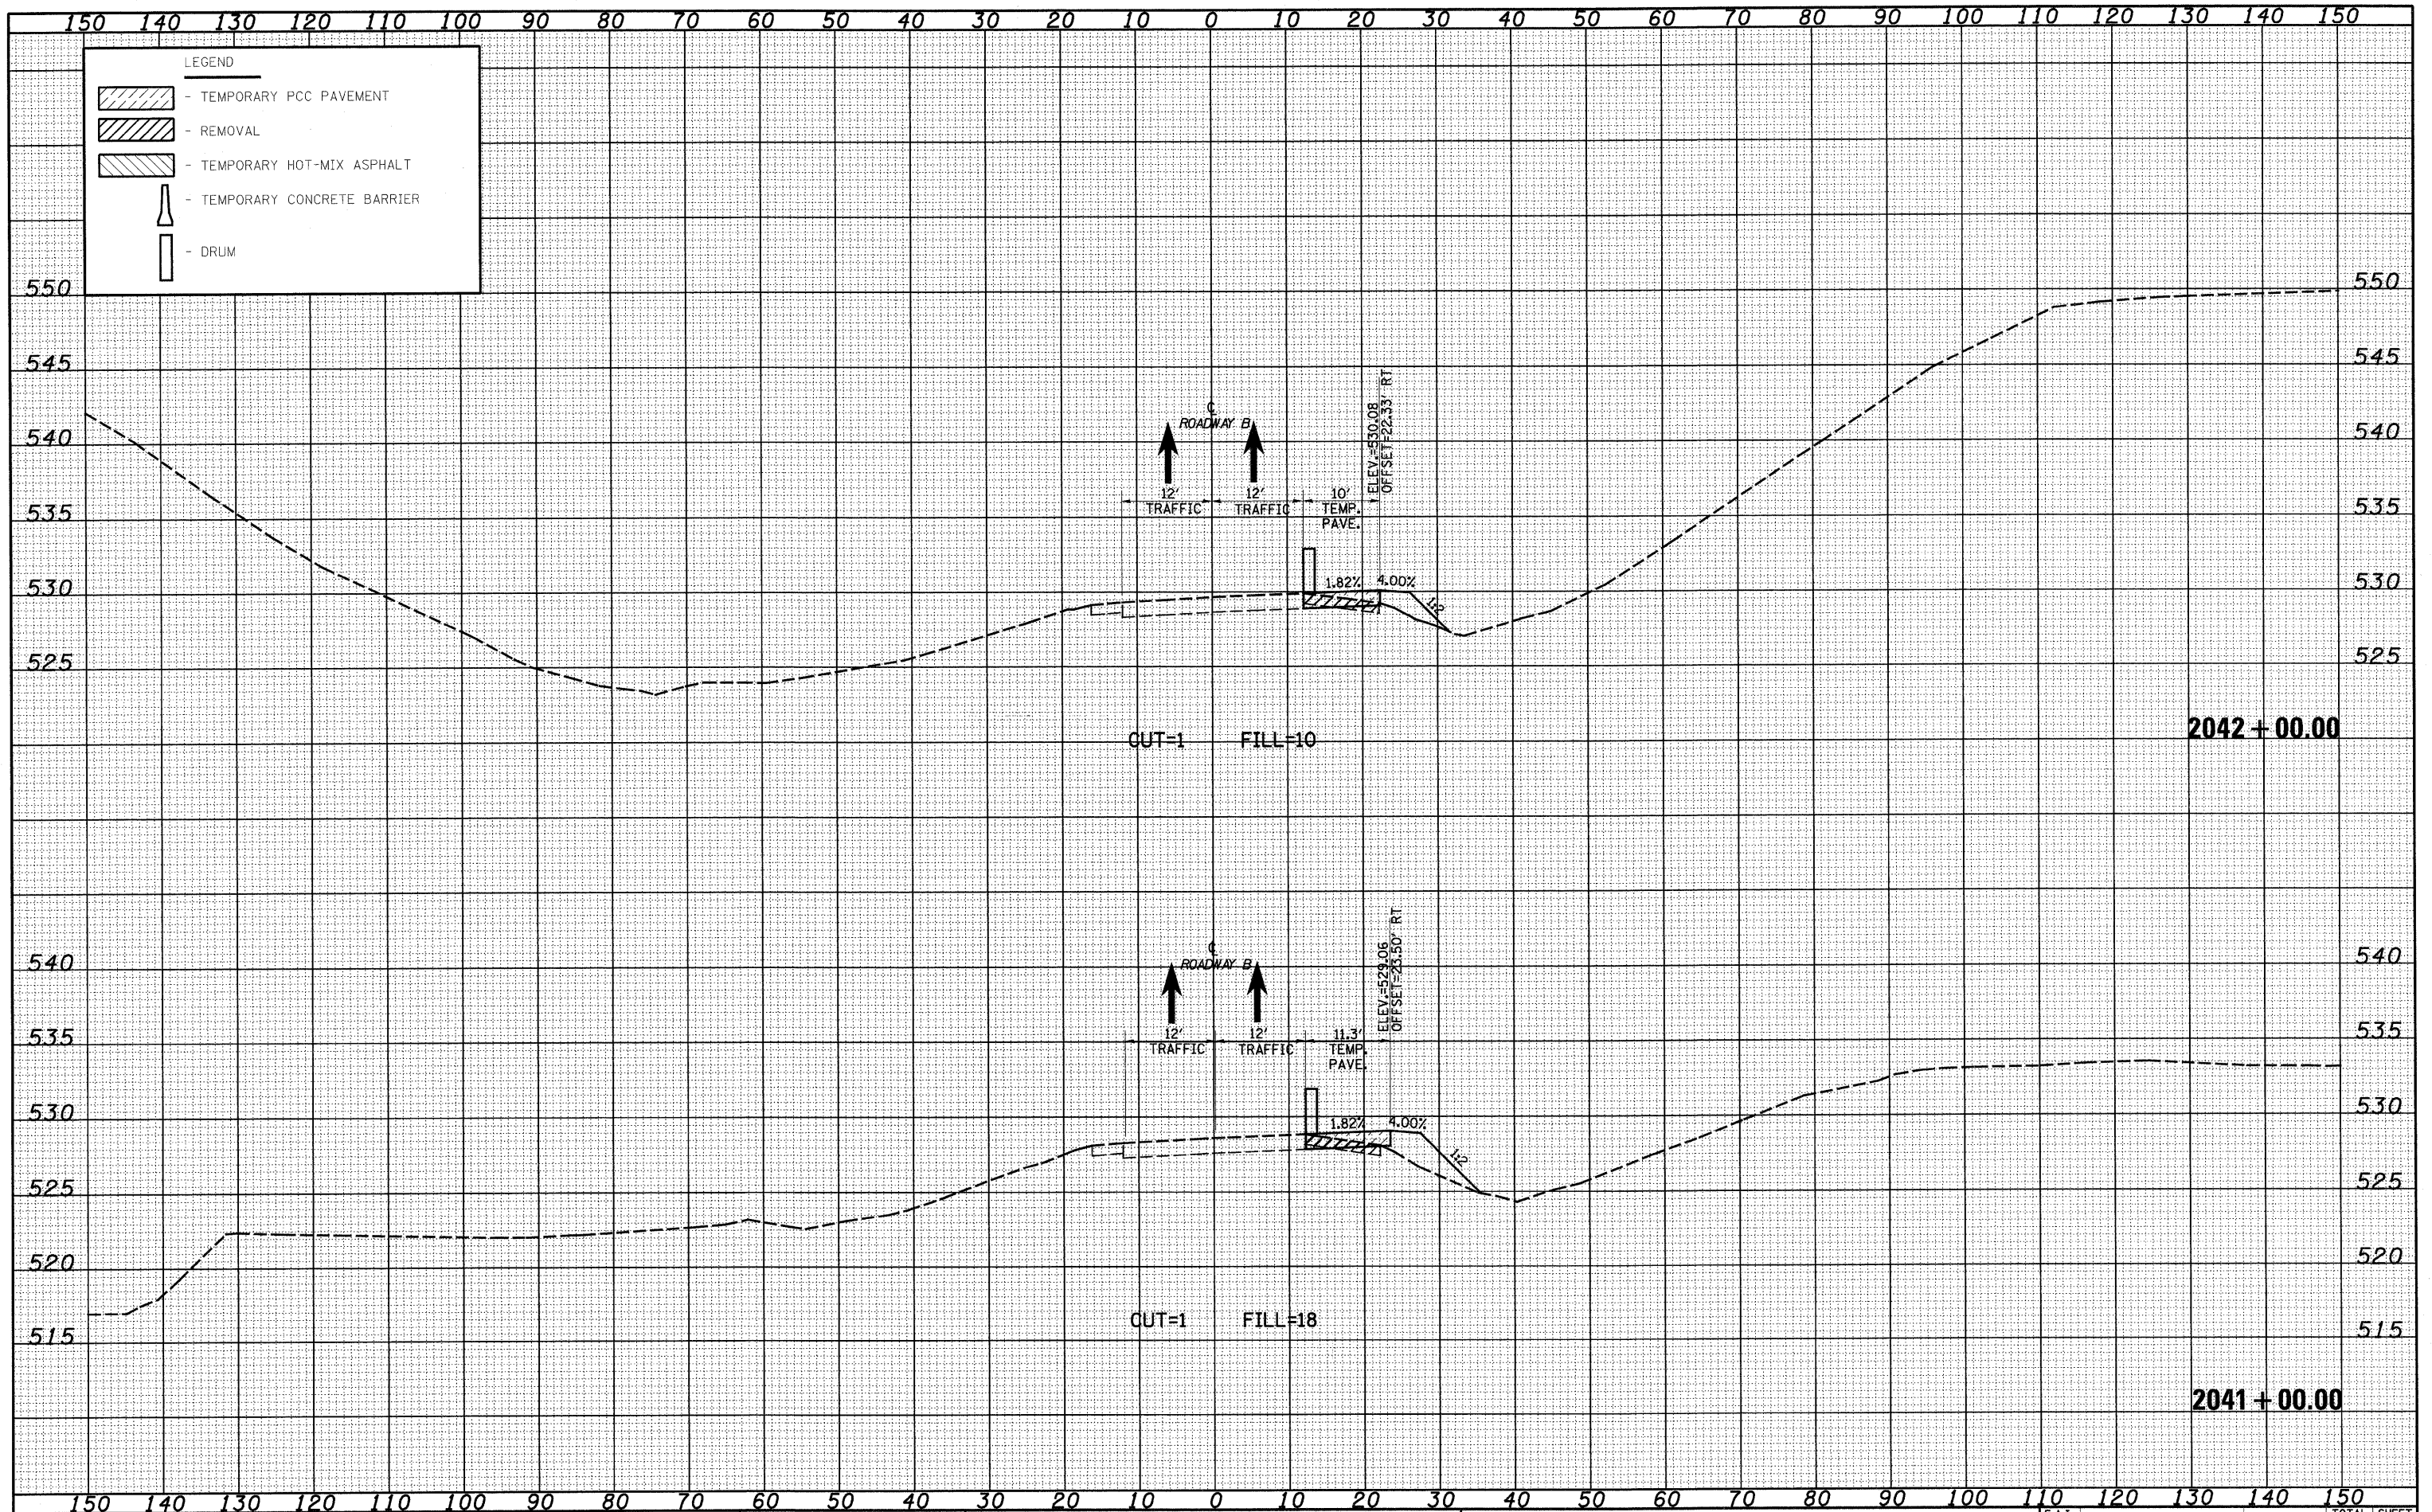 150 140 130 120 110 100 90 80 70 60 50 40 30 20 10 0 10 20 30 40 50 60 70 80 90 100 110 120 130 140 150
LEGEND
- TEMPORARY PCC PAVEMENT
- REMOVAL
- TEMPORARY HOT-MIX ASPHALT
- TEMPORARY CONCRETE BARRIER
- DRUM
550 550
545 545
540 540
535 535
530 530
525 525
℄
ROADWAY B
ELEV.=530.08
OFFSET=22.33' RT
12' 12' 10'
TRAFFIC TRAFFIC TEMP.
PAVE.
1.82% 4.00%
1:2
CUT=1 FILL=10
2042+00.00
540 540
535 535
530 530
525 525
520 520
515 515
℄
ROADWAY B
ELEV.=529.06
OFFSET=23.50' RT
12' 12' 11.3'
TRAFFIC TRAFFIC TEMP.
PAVE.
1.82% 4.00%
1:2
CUT=1 FILL=18
2041+00.00
150 140 130 120 110 100 90 80 70 60 50 40 30 20 10 0 10 20 30 40 50 60 70 80 90 100 110 120 130 140 150
TOTAL SHEET